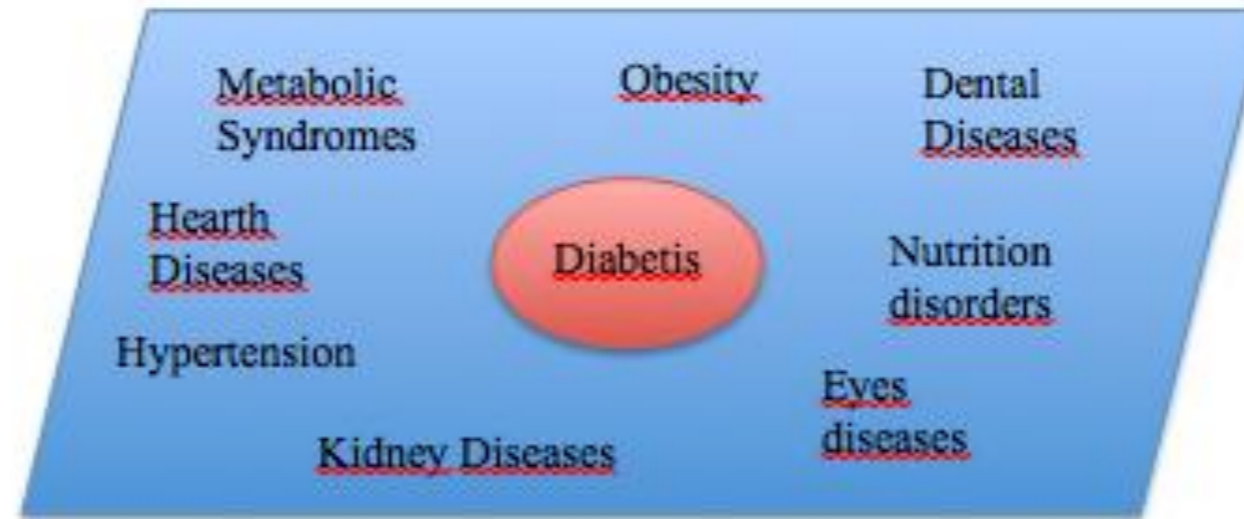 Metabolic
Syndromes
Obesity
Dental
Diseases
Hearth
Diseases
Diabetis
Nutrition
disorders
Hypertension
Eyes
diseases
Kidney Diseases